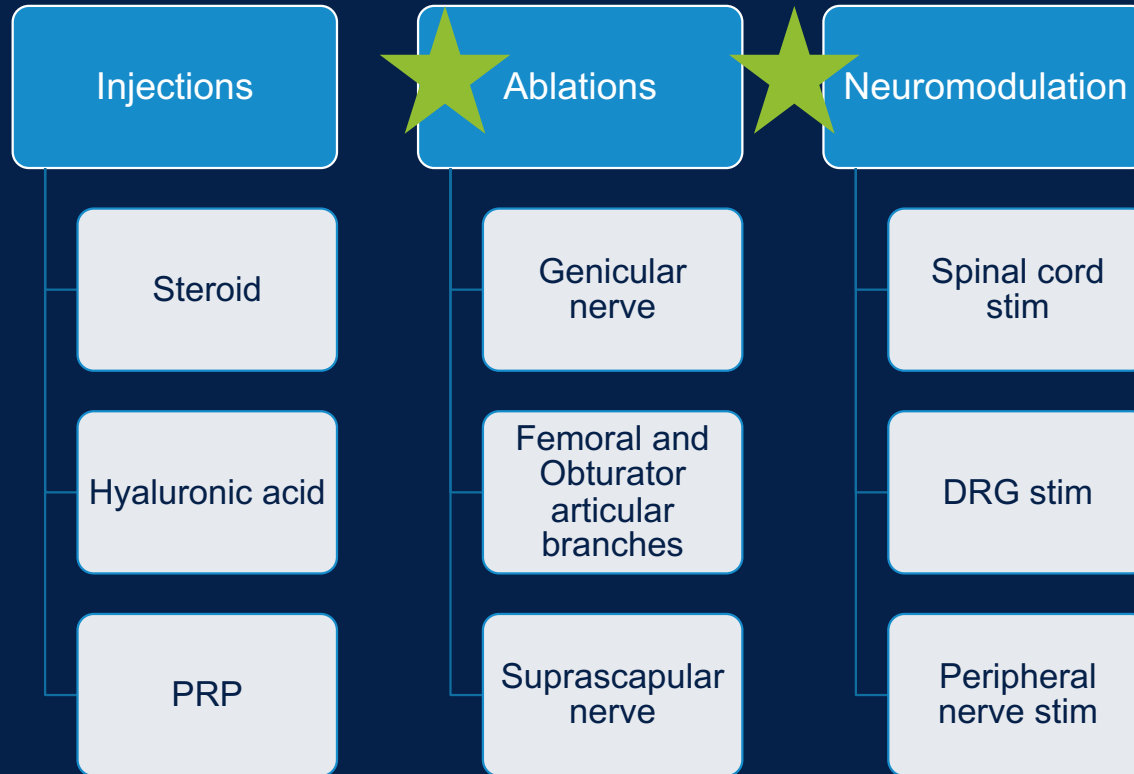 Injections
Steroid
Hyaluronic acid
PRP
Ablations
Genicular
nerve
Femoral and
Obturator
articular
branches
Suprascapular
nerve
Neuromodulation
Spinal cord
stim
DRG stim
Peripheral
nerve stim